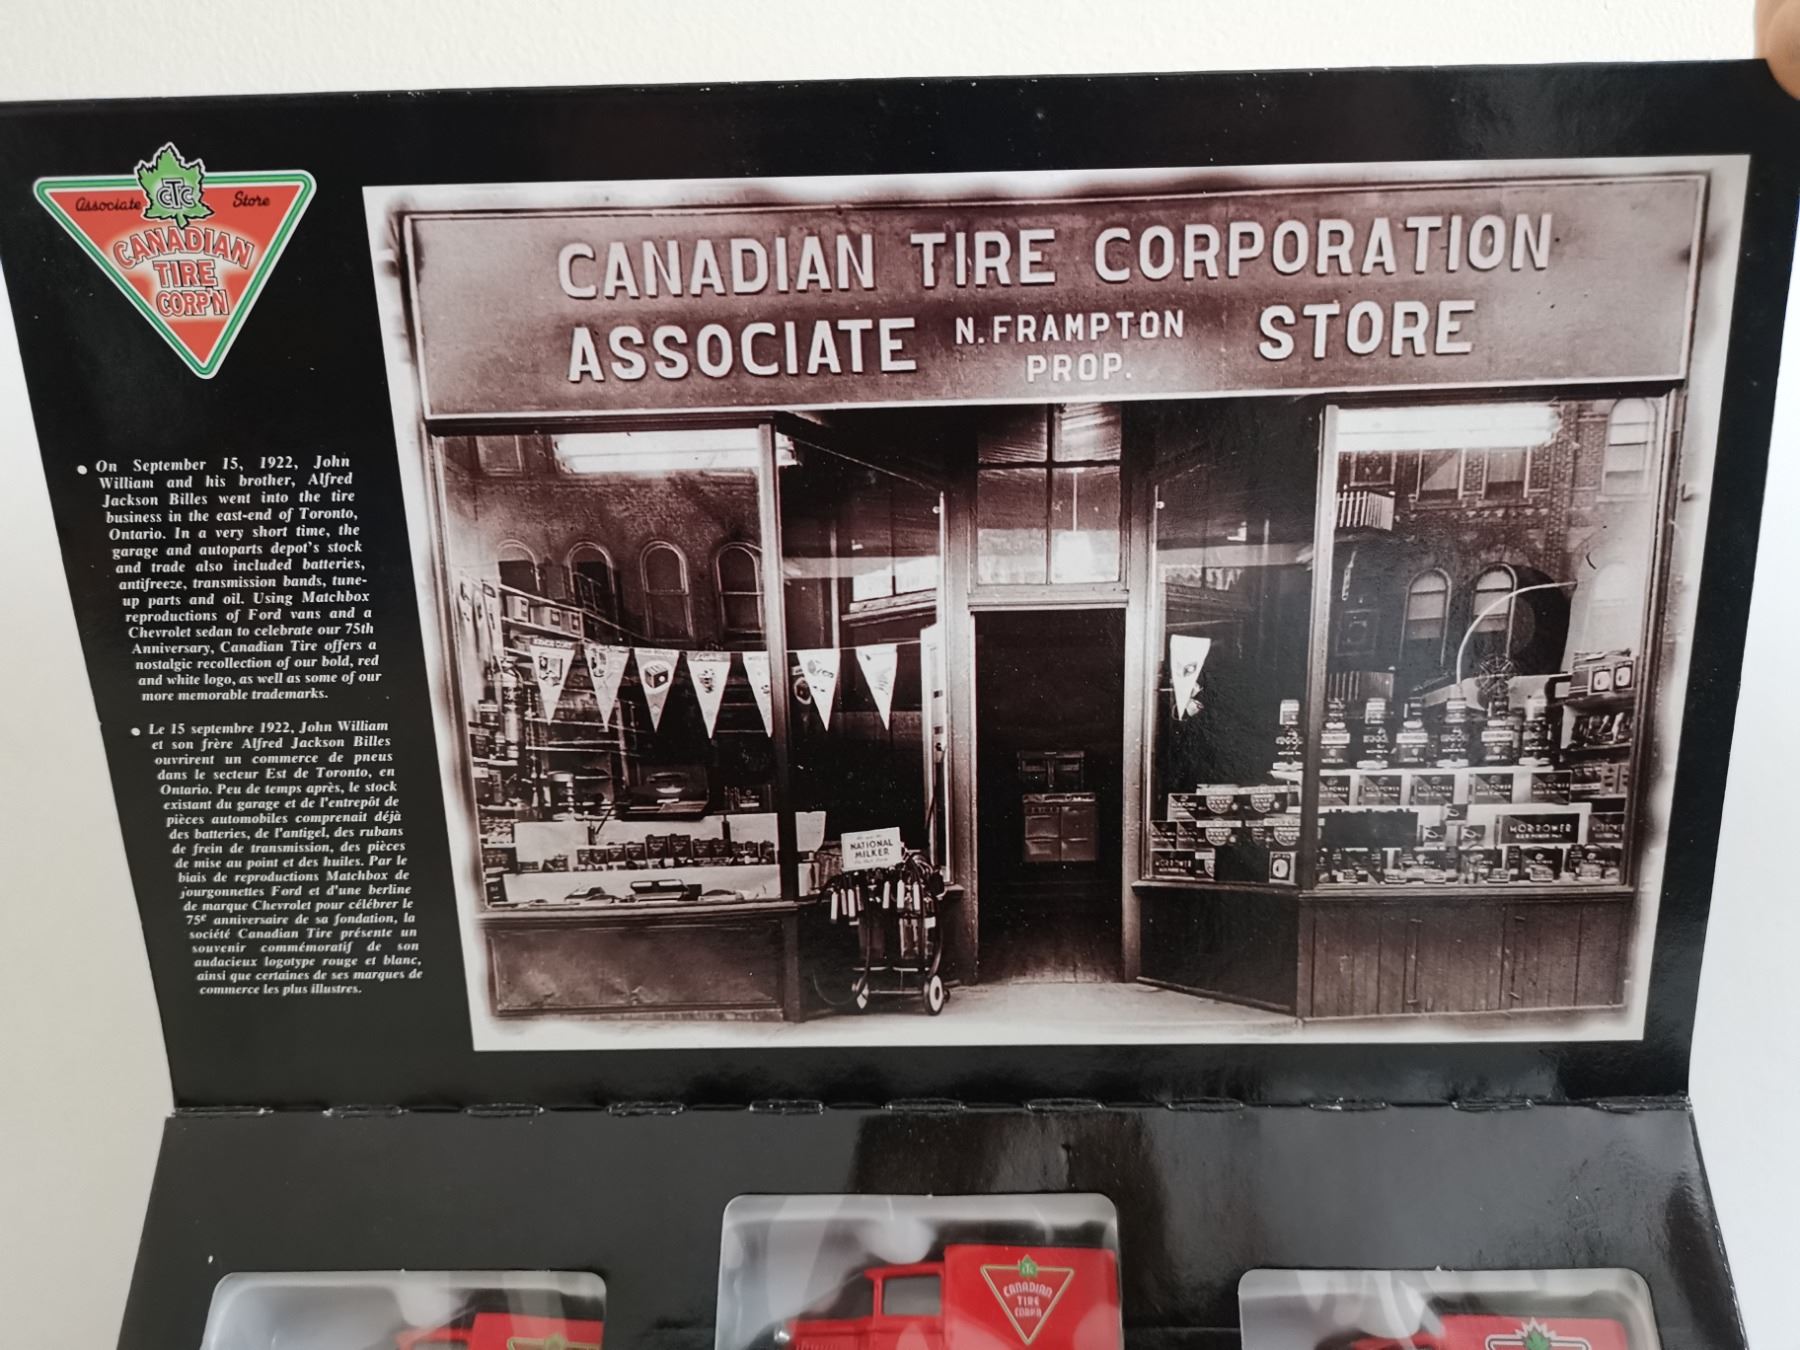 Associate CTC Store
CANADIAN
TIRE
CORP'N
CANADIAN TIRE CORPORATION
ASSOCIATE N. FRAMPTON STORE
PROP.
• On September 15, 1922, John
William and his brother, Alfred
Jackson Billes went into the tire
business in the east-end of Toronto,
Ontario. In a very short time, the
garage and autoparts depot's stock
and trade also included batteries,
antifreeze, transmission bands, tune-
up parts and oil. Using Matchbox
reproductions of Ford vans and a
Chevrolet sedan to celebrate our 75th
Anniversary, Canadian Tire offers a
nostalgic recollection of our bold, red
and white logo, as well as some of our
more memorable trademarks.
• Le 15 septembre 1922, John William
et son frère Alfred Jackson Billes
ouvrirent un commerce de pneus
dans le secteur Est de Toronto, en
Ontario. Peu de temps après, le stock
existant du garage et de l'entrepôt de
pièces automobiles comprenait déjà
des batteries, de l'antigel, des rubans
de frein de transmission, des pièces
de mise au point et des huiles. Par le
biais de reproductions Matchbox de
jourgonnettes Ford et d'une berline
de marque Chevrolet pour célébrer le
75e anniversaire de sa fondation, la
société Canadian Tire présente un
souvenir commémoratif de son
audacieux logotype rouge et blanc,
ainsi que certaines de ses marques de
commerce les plus illustres.
NATIONAL
MILKER
MOR-POWER
MOR-POWER
CTC
CANADIAN
TIRE
CORP'N